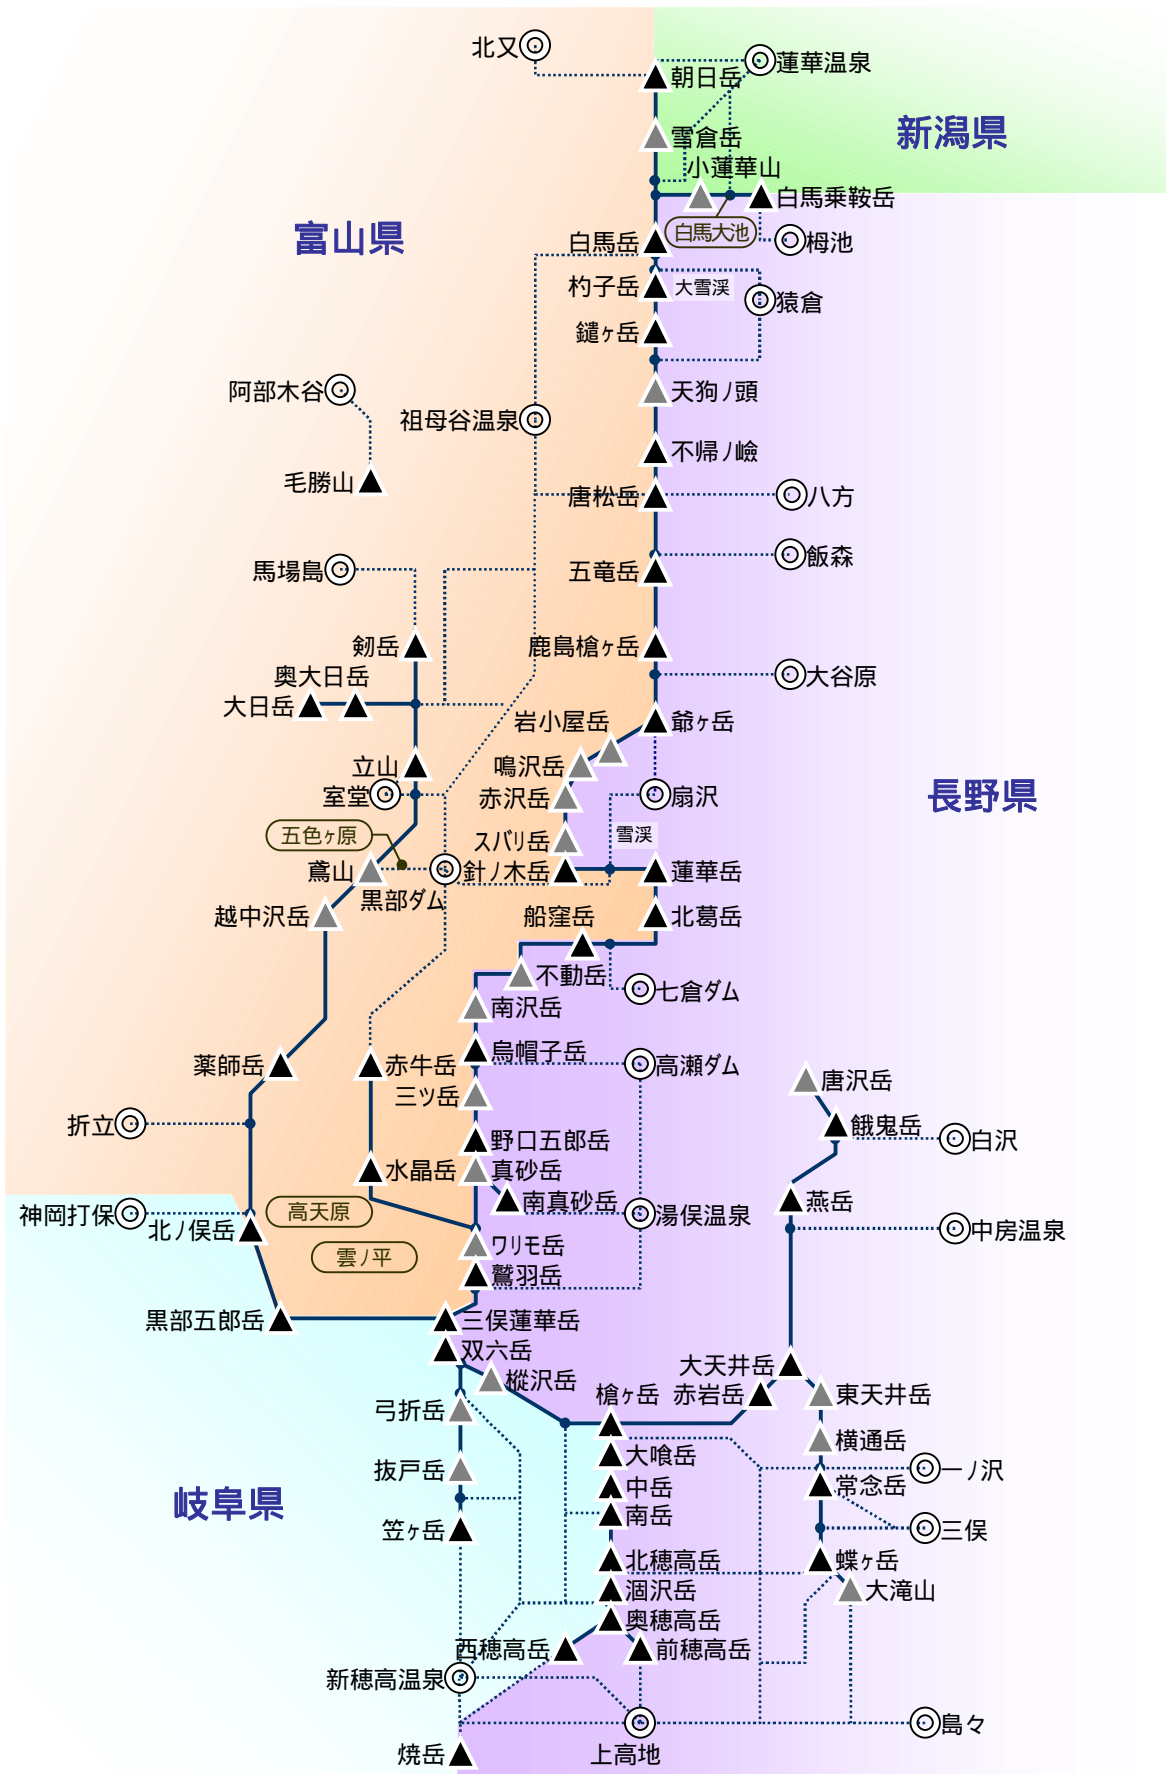 北又
蓮華温泉
朝日岳
新潟県
雪倉岳
小蓮華山
白馬乗鞍岳
富山県
白馬大池
白馬岳
栂池
杓子岳
大雪渓
猿倉
鑓ヶ岳
阿部木谷
天狗ノ頭
祖母谷温泉
不帰ノ嶮
毛勝山
唐松岳
八方
飯森
馬場島
五竜岳
剱岳
鹿島槍ヶ岳
奥大日岳
大谷原
大日岳
岩小屋岳
爺ヶ岳
立山
鳴沢岳
室堂
赤沢岳
扇沢
長野県
五色ヶ原
スバリ岳
雪渓
鳶山
針ノ木岳
蓮華岳
黒部ダム
越中沢岳
船窪岳
北葛岳
不動岳
七倉ダム
南沢岳
烏帽子岳
薬師岳
赤牛岳
高瀬ダム
唐沢岳
三ツ岳
折立
餓鬼岳
野口五郎岳
白沢
水晶岳
真砂岳
南真砂岳
燕岳
神岡打保
高天原
湯俣温泉
北ノ俣岳
中房温泉
雲ノ平
ワリモ岳
鷲羽岳
黒部五郎岳
三俣蓮華岳
双六岳
大天井岳
樅沢岳
槍ヶ岳
赤岩岳
東天井岳
弓折岳
横通岳
大喰岳
抜戸岳
一ノ沢
中岳
常念岳
岐阜県
南岳
笠ヶ岳
三俣
北穂高岳
蝶ヶ岳
涸沢岳
大滝山
奥穂高岳
西穂高岳
前穂高岳
新穂高温泉
島々
焼岳
上高地